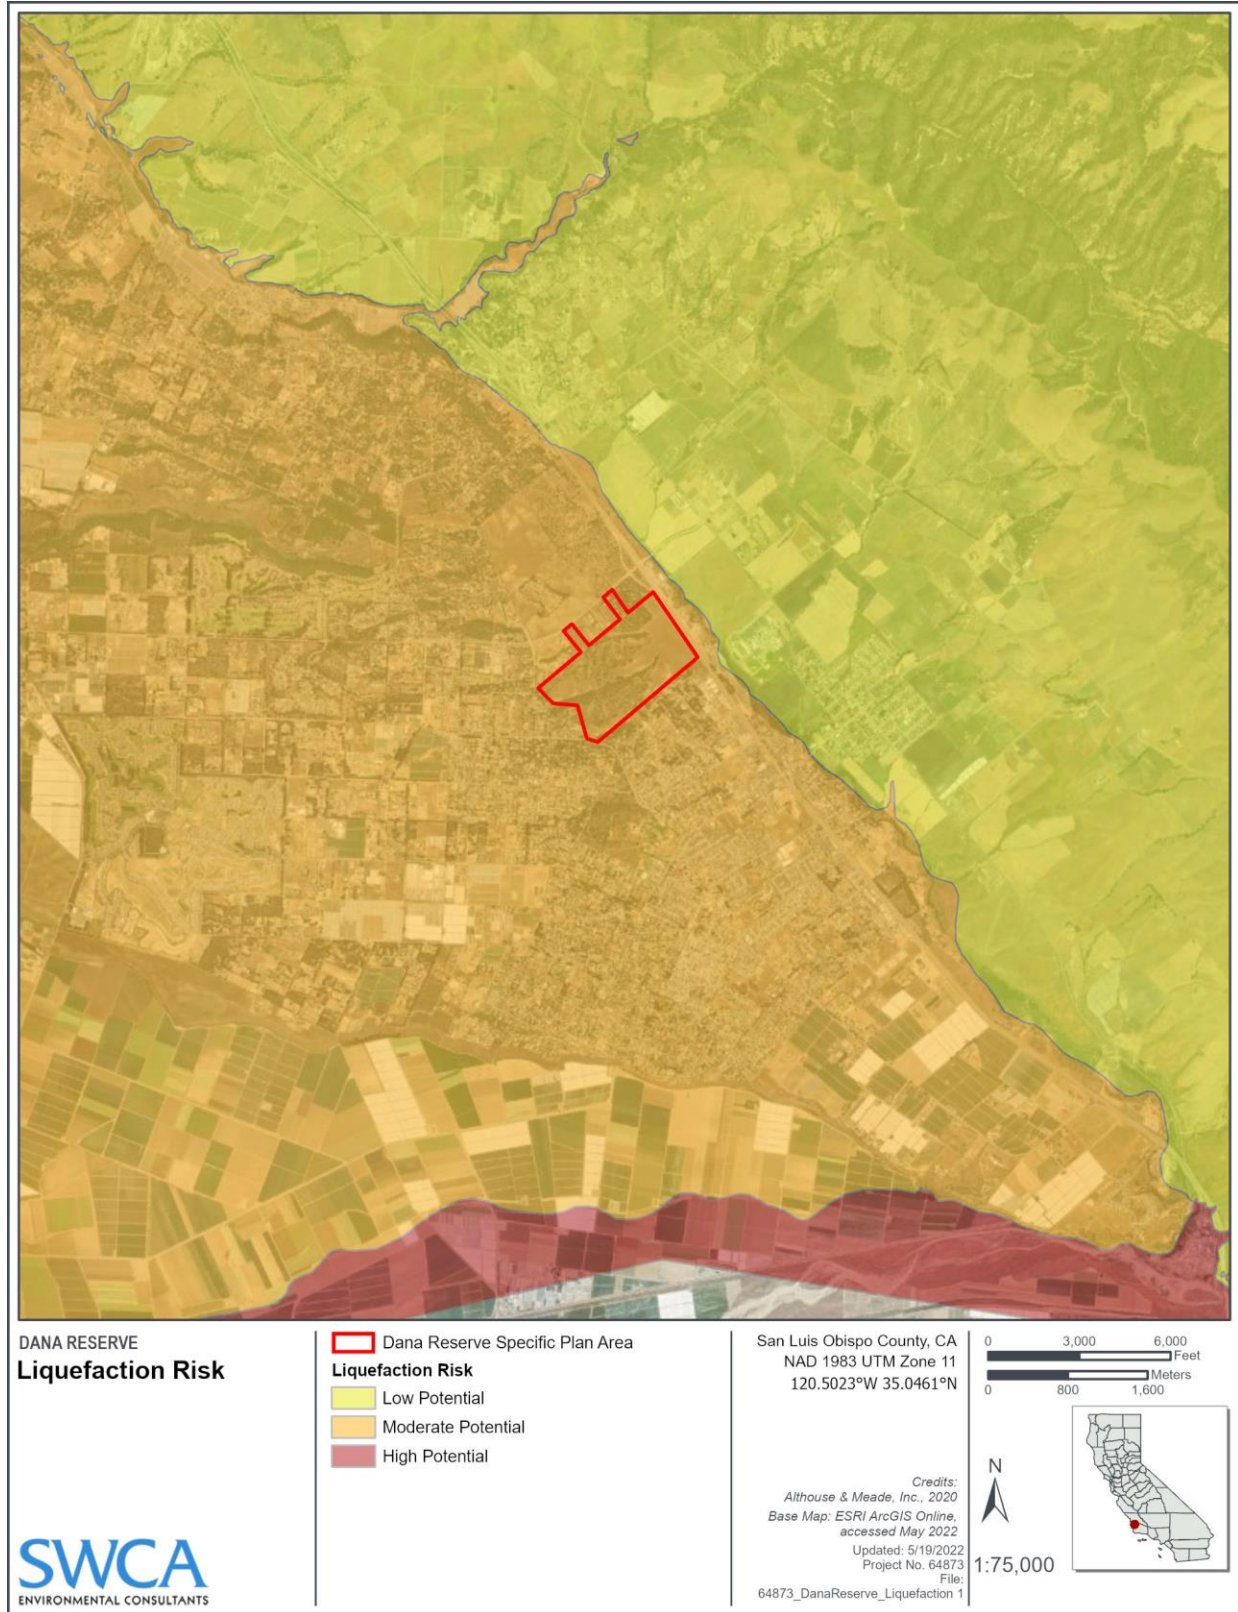 DANA RESERVE
Liquefaction Risk
SWCA
ENVIRONMENTAL CONSULTANTS
Dana Reserve Specific Plan Area
Liquefaction Risk
Low Potential
Moderate Potential
High Potential
San Luis Obispo County, CA
NAD 1983 UTM Zone 11
120.5023°W 35.0461°N
Credits:
Althouse & Meade, Inc., 2020
Base Map: ESRI ArcGIS Online,
accessed May 2022
Updated: 5/19/2022
Project No. 64873
File:
64873_DanaReserve_Liquefaction 1
0 3,000 6,000
Feet
Meters
0 800 1,600
N
1:75,000